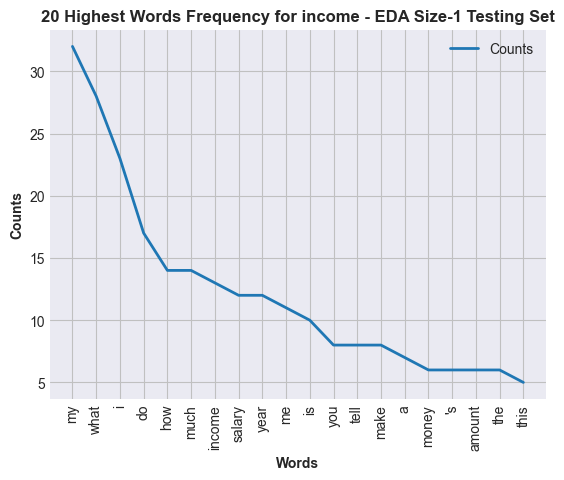 20 Highest Words Frequency for income - EDA Size-1 Testing Set
Counts
30
25
20
15
10
5
Counts
my
what
i
do
how
much
income
salary
year
me
is
you
tell
make
a
money
's
amount
the
this
Words